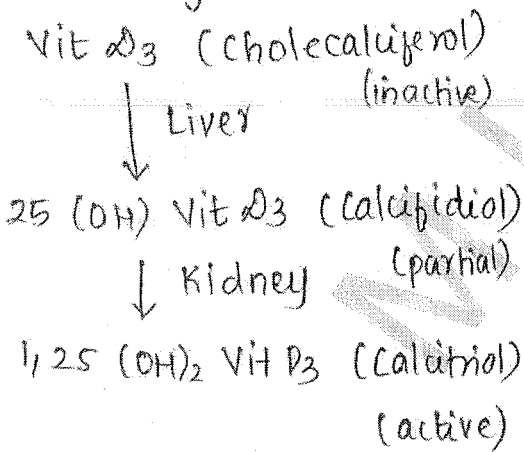 Vit D3 (Cholecalciferol)
(inactive)
↓ Liver
25 (OH) Vit D3 (Calcifidiol)
(partial)
↓ Kidney
1,25 (OH)2 Vit D3 (Calcitriol)
(active)